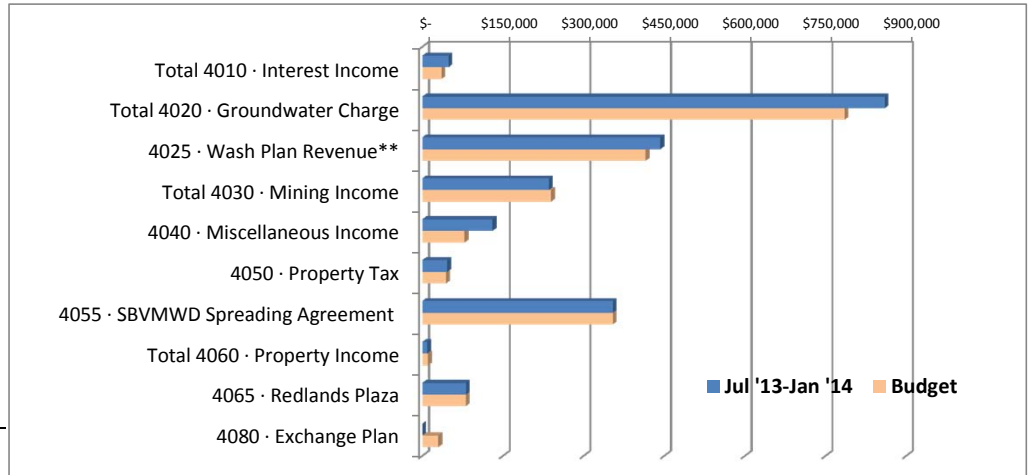 $- $150,000 $300,000 $450,000 $600,000 $750,000 $900,000
Total 4010 · Interest Income
Total 4020 · Groundwater Charge
4025 · Wash Plan Revenue**
Total 4030 · Mining Income
4040 · Miscellaneous Income
4050 · Property Tax
4055 · SBVMWD Spreading Agreement
Total 4060 · Property Income
4065 · Redlands Plaza
4080 · Exchange Plan
Jul '13-Jan '14 Budget